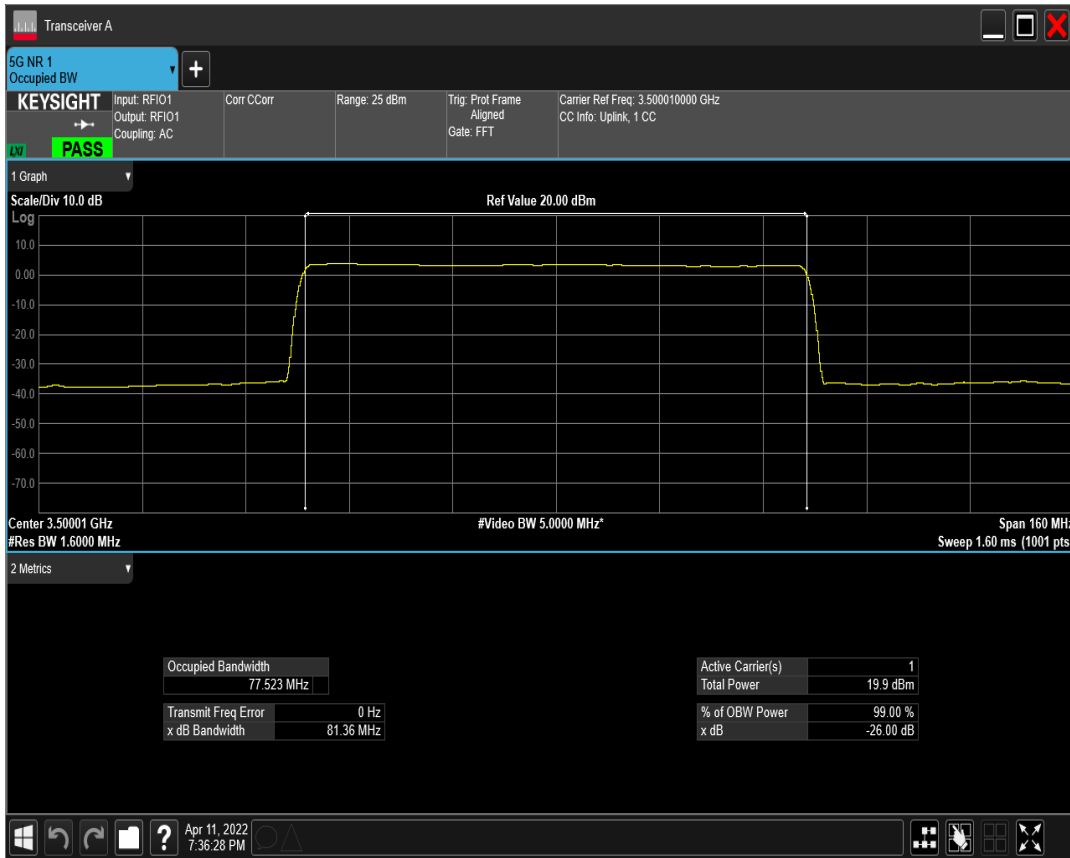 Transceiver A
5G NR 1
Occupied BW
KEYSIGHT
LXI
PASS
Input: RFIO1
Output: RFIO1
Coupling: AC
Corr CCorr
Range: 25 dBm
Trig: Prot Frame
Aligned
Gate: FFT
Carrier Ref Freq: 3.500010000 GHz
CC Info: Uplink, 1 CC
1 Graph
Scale/Div 10.0 dB
Ref Value 20.00 dBm
Log
10.0
0.00
-10.0
-20.0
-30.0
-40.0
-50.0
-60.0
-70.0
Center 3.50001 GHz
#Video BW 5.0000 MHz*
Span 160 MHz
#Res BW 1.6000 MHz
Sweep 1.60 ms (1001 pts
2 Metrics
Occupied Bandwidth
77.523 MHz
Transmit Freq Error 0 Hz
x dB Bandwidth 81.36 MHz
Active Carrier(s) 1
Total Power 19.9 dBm
% of OBW Power 99.00 %
x dB -26.00 dB
?
Apr 11, 2022
7:36:28 PM